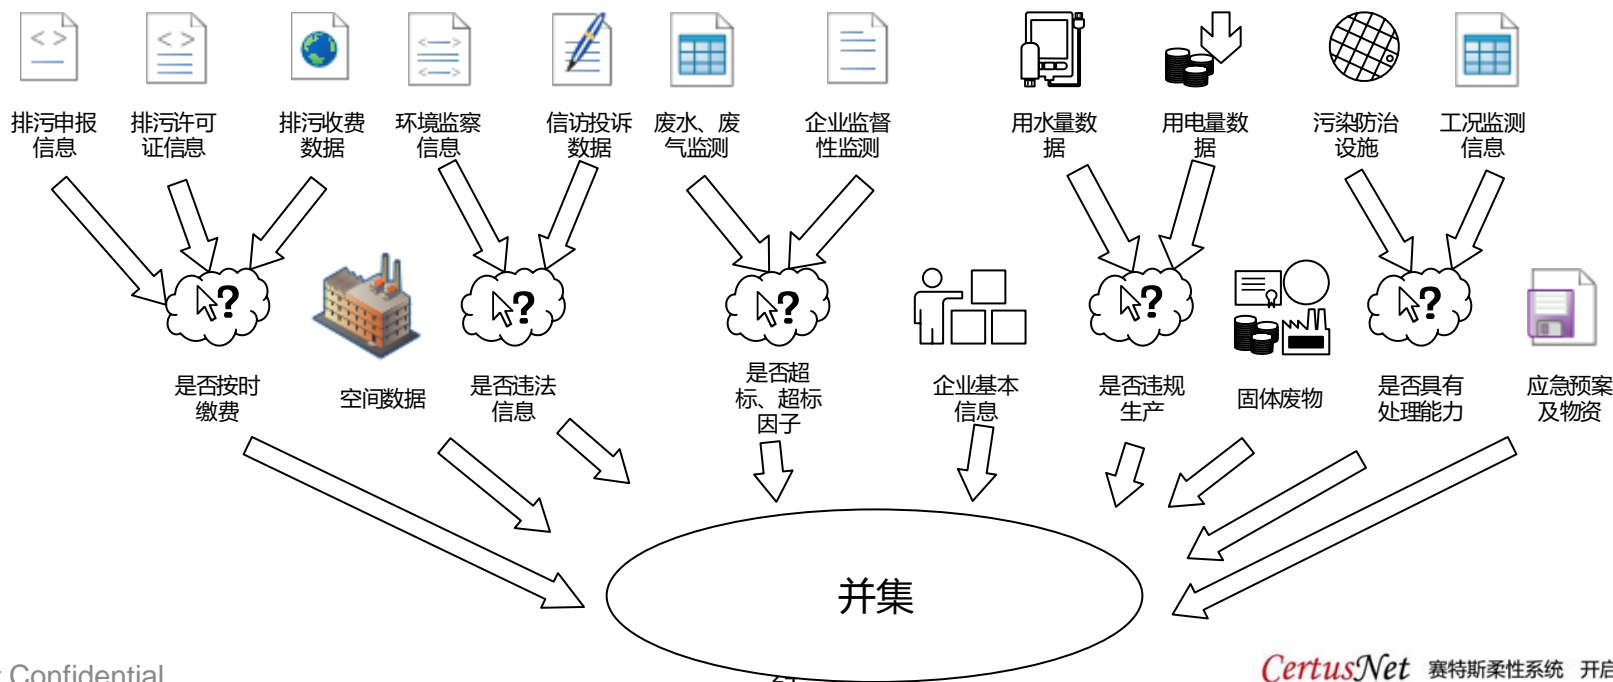 排污申报
信息
排污许可
证信息
排污收费
数据
环境监察
信息
信访投诉
数据
废水、废
气监测
企业监督
性监测
用水量数
据
用电量数
据
污染防治
设施
工况监测
信息
?
?
?
?
?
是否按时
缴费
空间数据
是否违法
信息
是否超
标、超标
因子
企业基本
信息
是否违规
生产
固体废物
是否具有
处理能力
应急预案
及物资
并集
Confidential
CertusNet 赛特斯柔性系统 开启